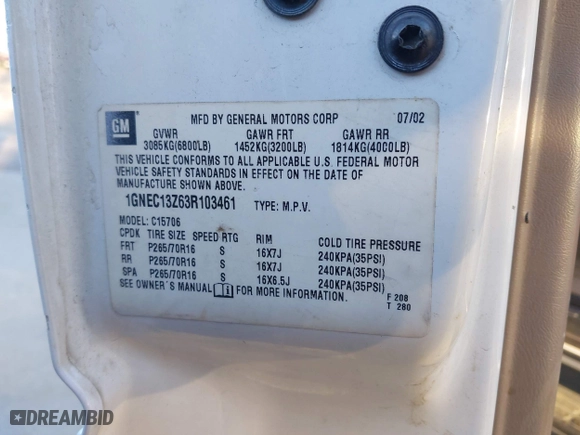 GM
MFD BY GENERAL MOTORS CORP 07/02
GVWR GAWR FRT GAWR RR
3085KG(6800LB) 1452KG(3200LB) 1814KG(4000LB)
THIS VEHICLE CONFORMS TO ALL APPLICABLE U.S. FEDERAL MOTOR
VEHICLE SAFETY STANDARDS IN EFFECT ON THE DATE OF
MANUFACTURE SHOWN ABOVE.
1GNEC13Z63R103461 TYPE: M.P.V.
MODEL: C15706
CPDK TIRE SIZE SPEED RTG RIM COLD TIRE PRESSURE
FRT P265/70R16 S 16X7J 240KPA(35PSI)
RR P265/70R16 S 16X7J 240KPA(35PSI)
SPA P265/70R16 S 16X6.5J 240KPA(35PSI)
SEE OWNER'S MANUAL FOR MORE INFORMATION.
F 208
T 280
DREAMBID